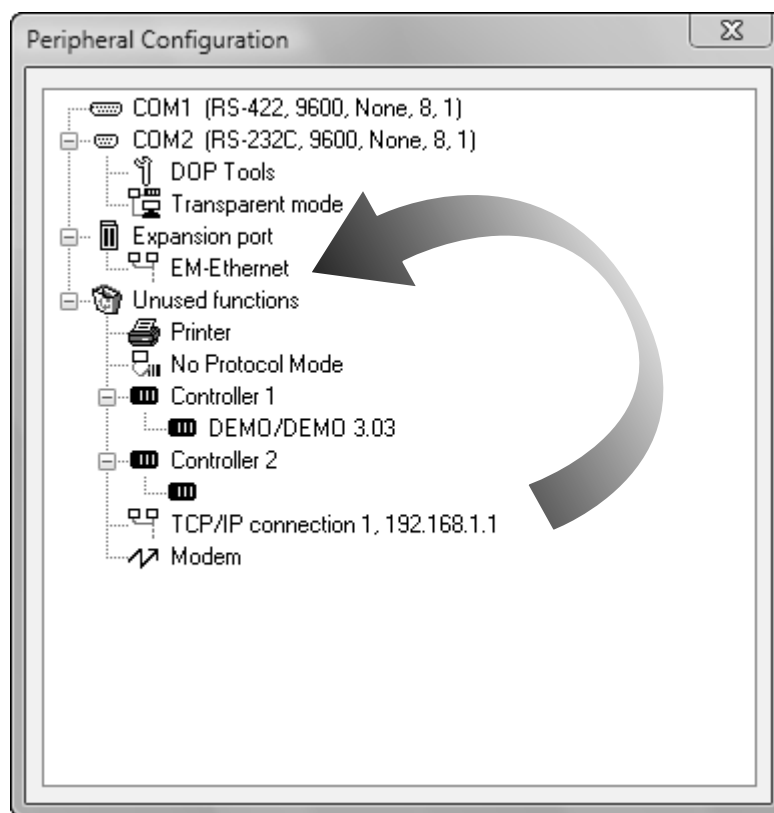 Peripheral Configuration
COM1 (RS-422, 9600, None, 8, 1)
COM2 (RS-232C, 9600, None, 8, 1)
DOP Tools
Transparent mode
Expansion port
EM-Ethernet
Unused functions
Printer
No Protocol Mode
Controller 1
DEMO/DEMO 3.03
Controller 2
TCP/IP connection 1, 192.168.1.1
Modem